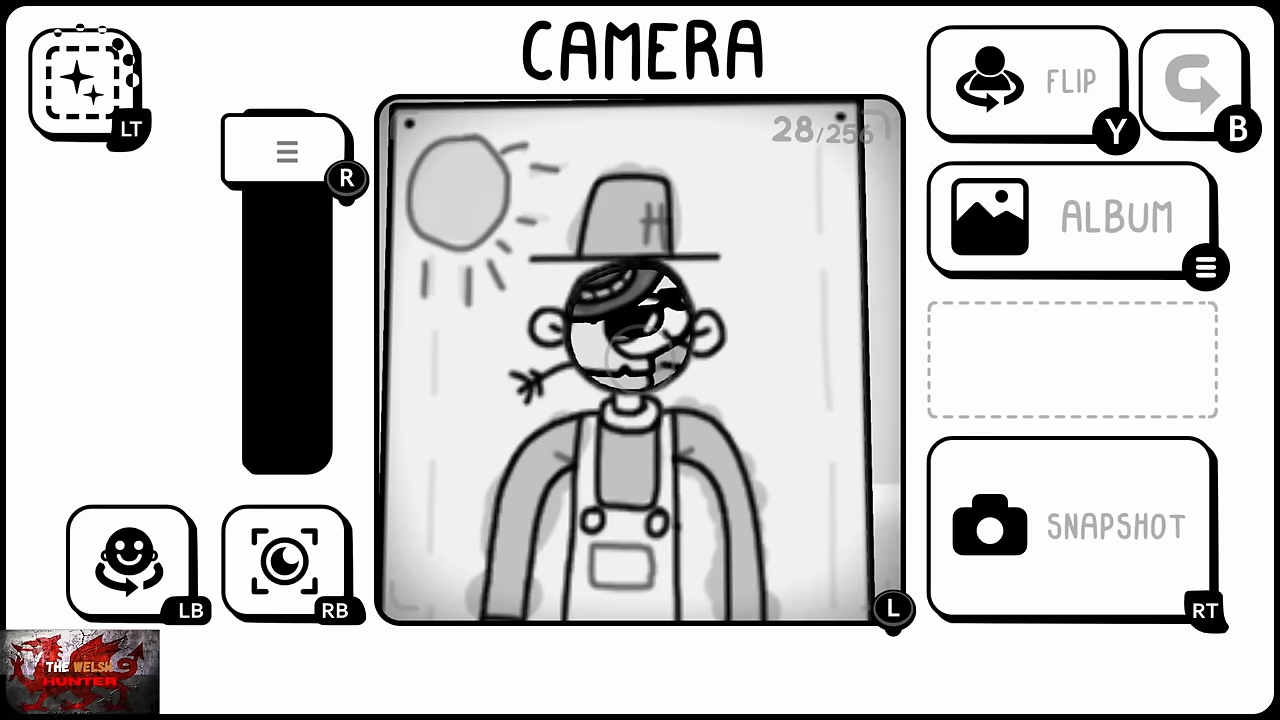 CAMERA
LT
R
28/256
H
FLIP
Y
B
ALBUM
SNAPSHOT
LB
RB
L
RT
THE WELSH
HUNTER